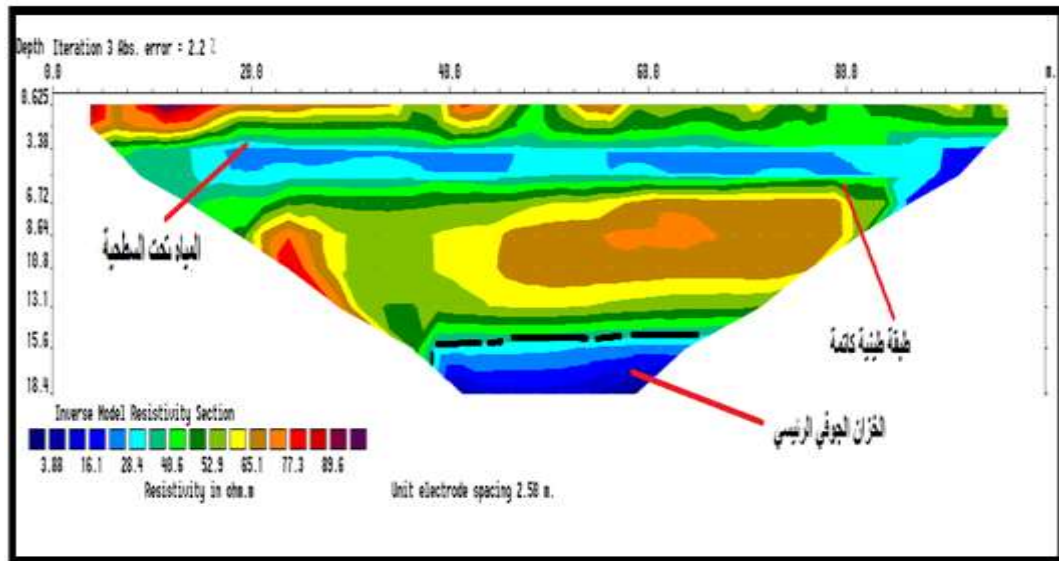 Depth Iteration 3 Abs. error = 2.2 %
0.0 20.0 40.0 60.0 80.0 m.
0.625
3.38
6.72
8.64
10.8
13.1
15.6
18.4
المياه تحت السطحية
طبقة طينية كاتمة
الخزان الجوفي الرئيسي
Inverse Model Resistivity Section
3.88 16.1 28.4 40.6 52.9 65.1 77.3 89.6
Resistivity in ohm.m Unit electrode spacing 2.50 m.